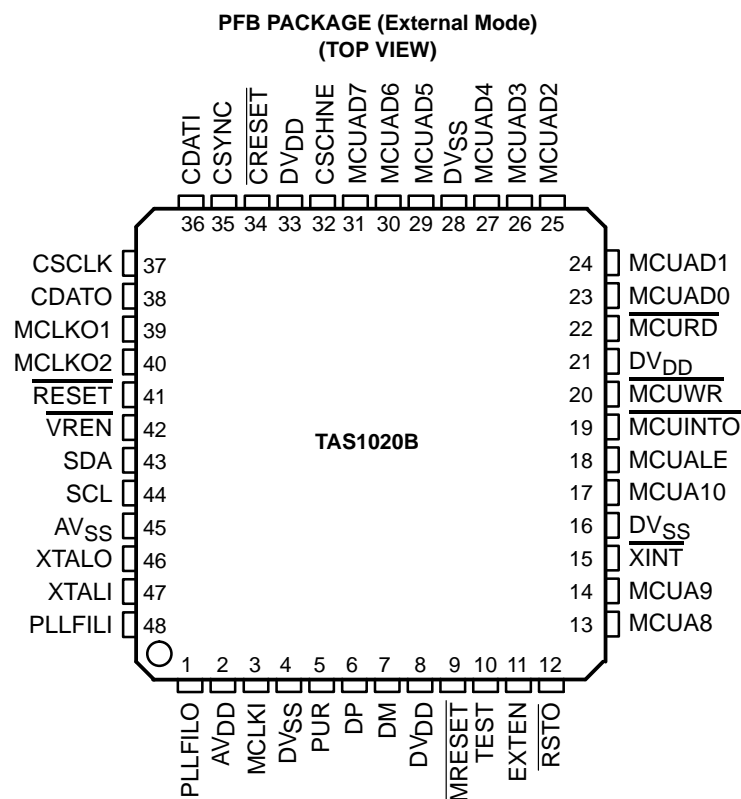 PFB PACKAGE (External Mode)
(TOP VIEW)
CDATI
CSYNC
CRESET
DVDD
CSCHNE
MCUAD7
MCUAD6
MCUAD5
DVSS
MCUAD4
MCUAD3
MCUAD2
36 35 34 33 32 31 30 29 28 27 26 25
CSCLK 37
24 MCUAD1
CDATO 38
23 MCUAD0
MCLKO1 39
22 MCURD
MCLKO2 40
21 DVDD
RESET 41
20 MCUWR
VREN 42
19 MCUINTO
TAS1020B
SDA 43
18 MCUALE
SCL 44
17 MCUA10
AVSS 45
16 DVSS
XTALO 46
15 XINT
XTALI 47
14 MCUA9
PLLFILI 48
13 MCUA8
1 2 3 4 5 6 7 8 9 10 11 12
PLLFILO
AVDD
MCLKI
DVSS
PUR
DP
DM
DVDD
MRESET
TEST
EXTEN
RSTO